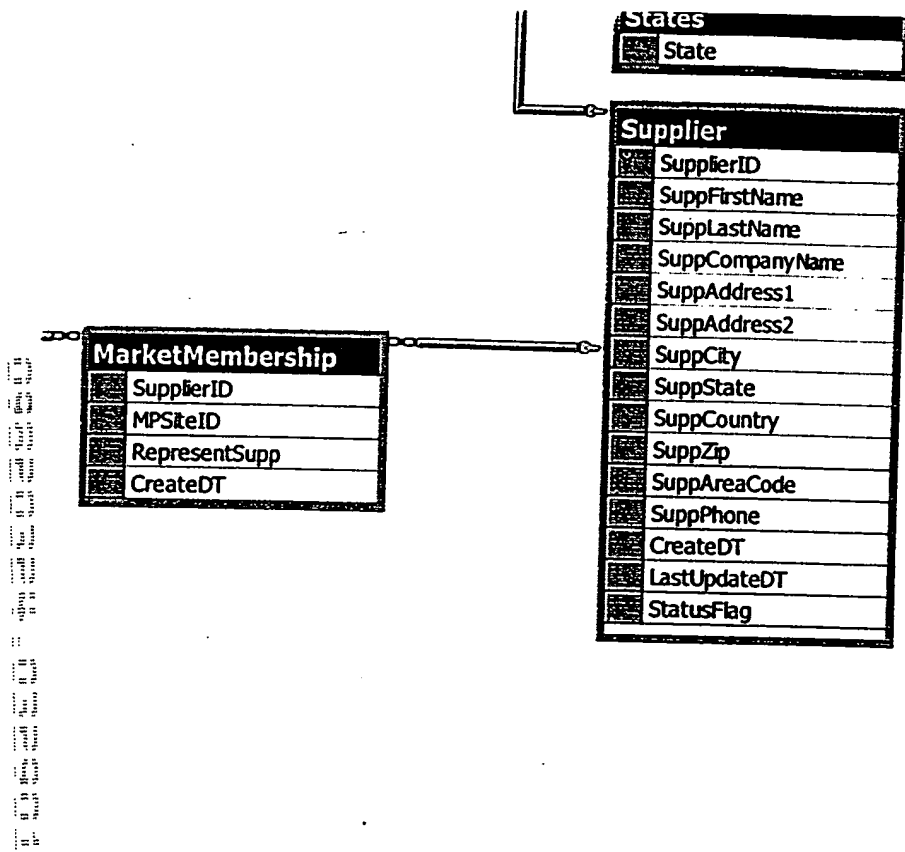 States
State
Supplier
SupplierID
SuppFirstName
SuppLastName
SuppCompanyName
SuppAddress1
SuppAddress2
SuppCity
SuppState
SuppCountry
SuppZip
SuppAreaCode
SuppPhone
CreateDT
LastUpdateDT
StatusFlag
MarketMembership
SupplierID
MPSiteID
RepresentSupp
CreateDT